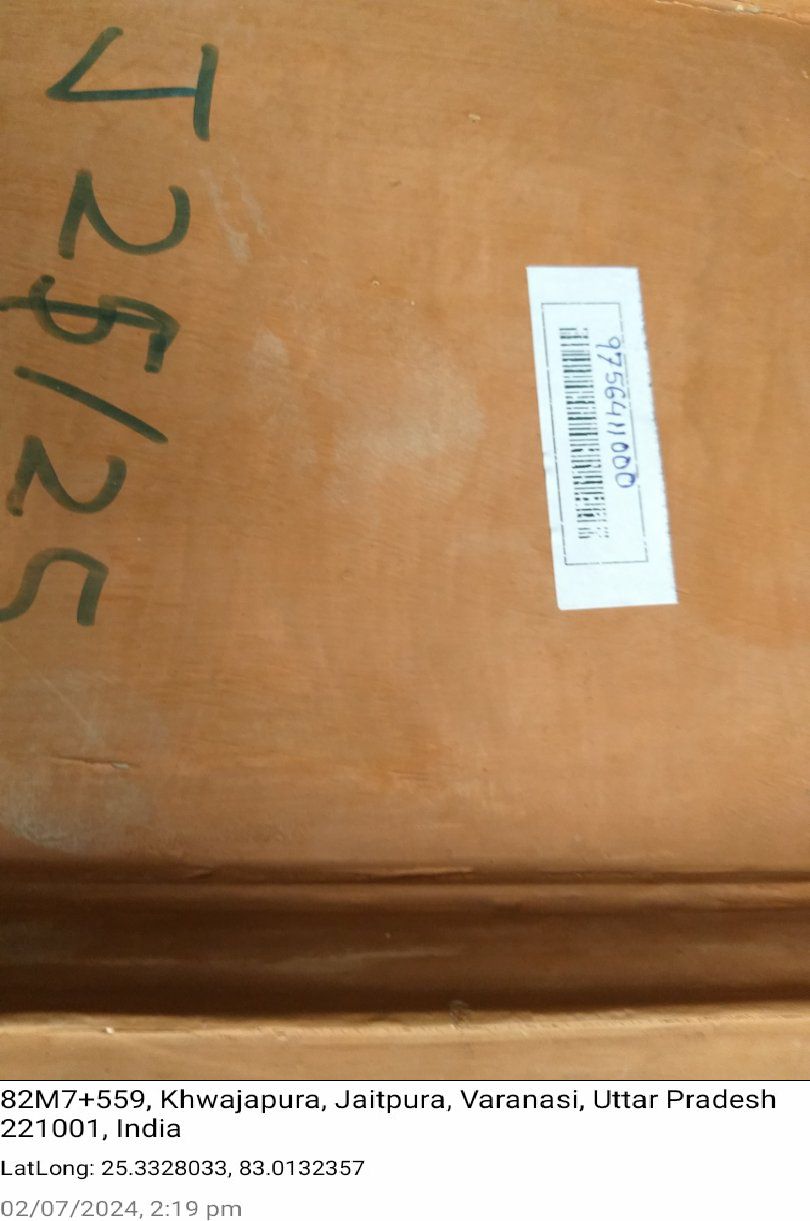 J 25/25
9756411000
82M7+559, Khwajapura, Jaitpura, Varanasi, Uttar Pradesh
221001, India
LatLong: 25.3328033, 83.0132357
02/07/2024, 2:19 pm